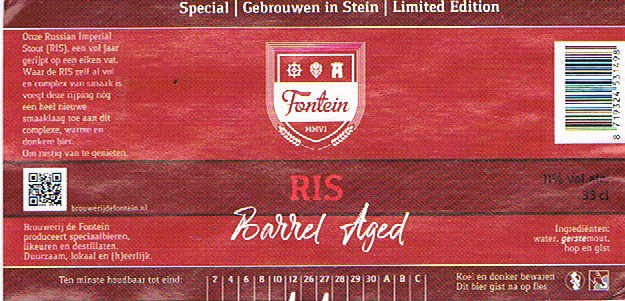 Special | Gebrouwen in Stein | Limited Edition
Onze Russian Imperial
Stout (RIS), een vol jaar
gerijpt op een eiken vat.
Waar de RIS zelf al vol
en complex van smaak is
voegt deze rijping nóg
een heel nieuwe
smaaklaag toe aan dit
complexe, warme en
donkere bier.
Om rustig van te genieten.
Fontein
MMVI
8 719324 331498
RIS
Barrel Aged
11% vol.alc.
33 cl
brouwerijdefontein.nl
Brouwerij de Fontein
produceert speciaalbieren,
likeuren en destillaten.
Duurzaam, lokaal en (h)eerlijk.
Ingrediënten:
water, gerstemout,
hop en gist
Ten minste houdbaar tot eind:
2 | 4 | 6 | 8 | 10 | 12 | 26 | 27 | 28 | 29 | 30 | A | B | C |
Koel en donker bewaren
Dit bier gist na op fles